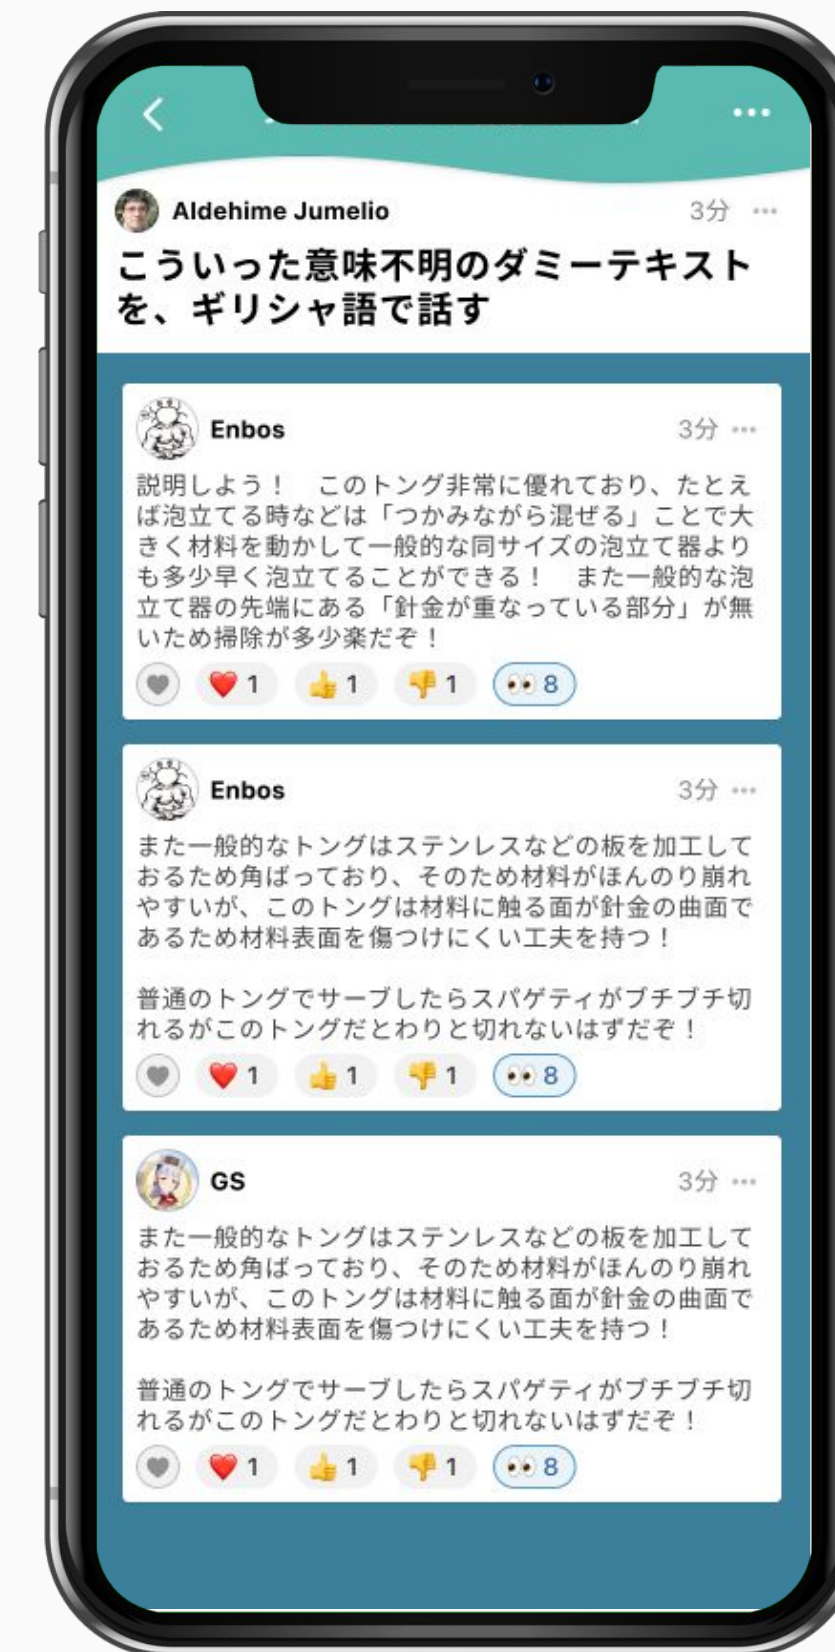 Aldehime Jumelio 3分
こういった意味不明のダミーテキスト
を、ギリシャ語で話す
Enbos 3分
説明しよう！　このトング非常に優れており、たとえ
ば泡立てる時などは「つかみながら混ぜる」ことで大
きく材料を動かして一般的な同サイズの泡立て器より
も多少早く泡立てることができる！　また一般的な泡
立て器の先端にある「針金が重なっている部分」が無
いため掃除が多少楽だぞ！
❤️ 1 👍 1 👎 1 👀 8
Enbos 3分
また一般的なトングはステンレスなどの板を加工して
おるため角ばっており、そのため材料がほんのり崩れ
やすいが、このトングは材料に触る面が針金の曲面で
あるため材料表面を傷つけにくい工夫を持つ！
普通のトングでサーブしたらスパゲティがブチブチ切
れるがこのトングだとわりと切れないはずだぞ！
❤️ 1 👍 1 👎 1 👀 8
GS 3分
また一般的なトングはステンレスなどの板を加工して
おるため角ばっており、そのため材料がほんのり崩れ
やすいが、このトングは材料に触る面が針金の曲面で
あるため材料表面を傷つけにくい工夫を持つ！
普通のトングでサーブしたらスパゲティがブチブチ切
れるがこのトングだとわりと切れないはずだぞ！
❤️ 1 👍 1 👎 1 👀 8